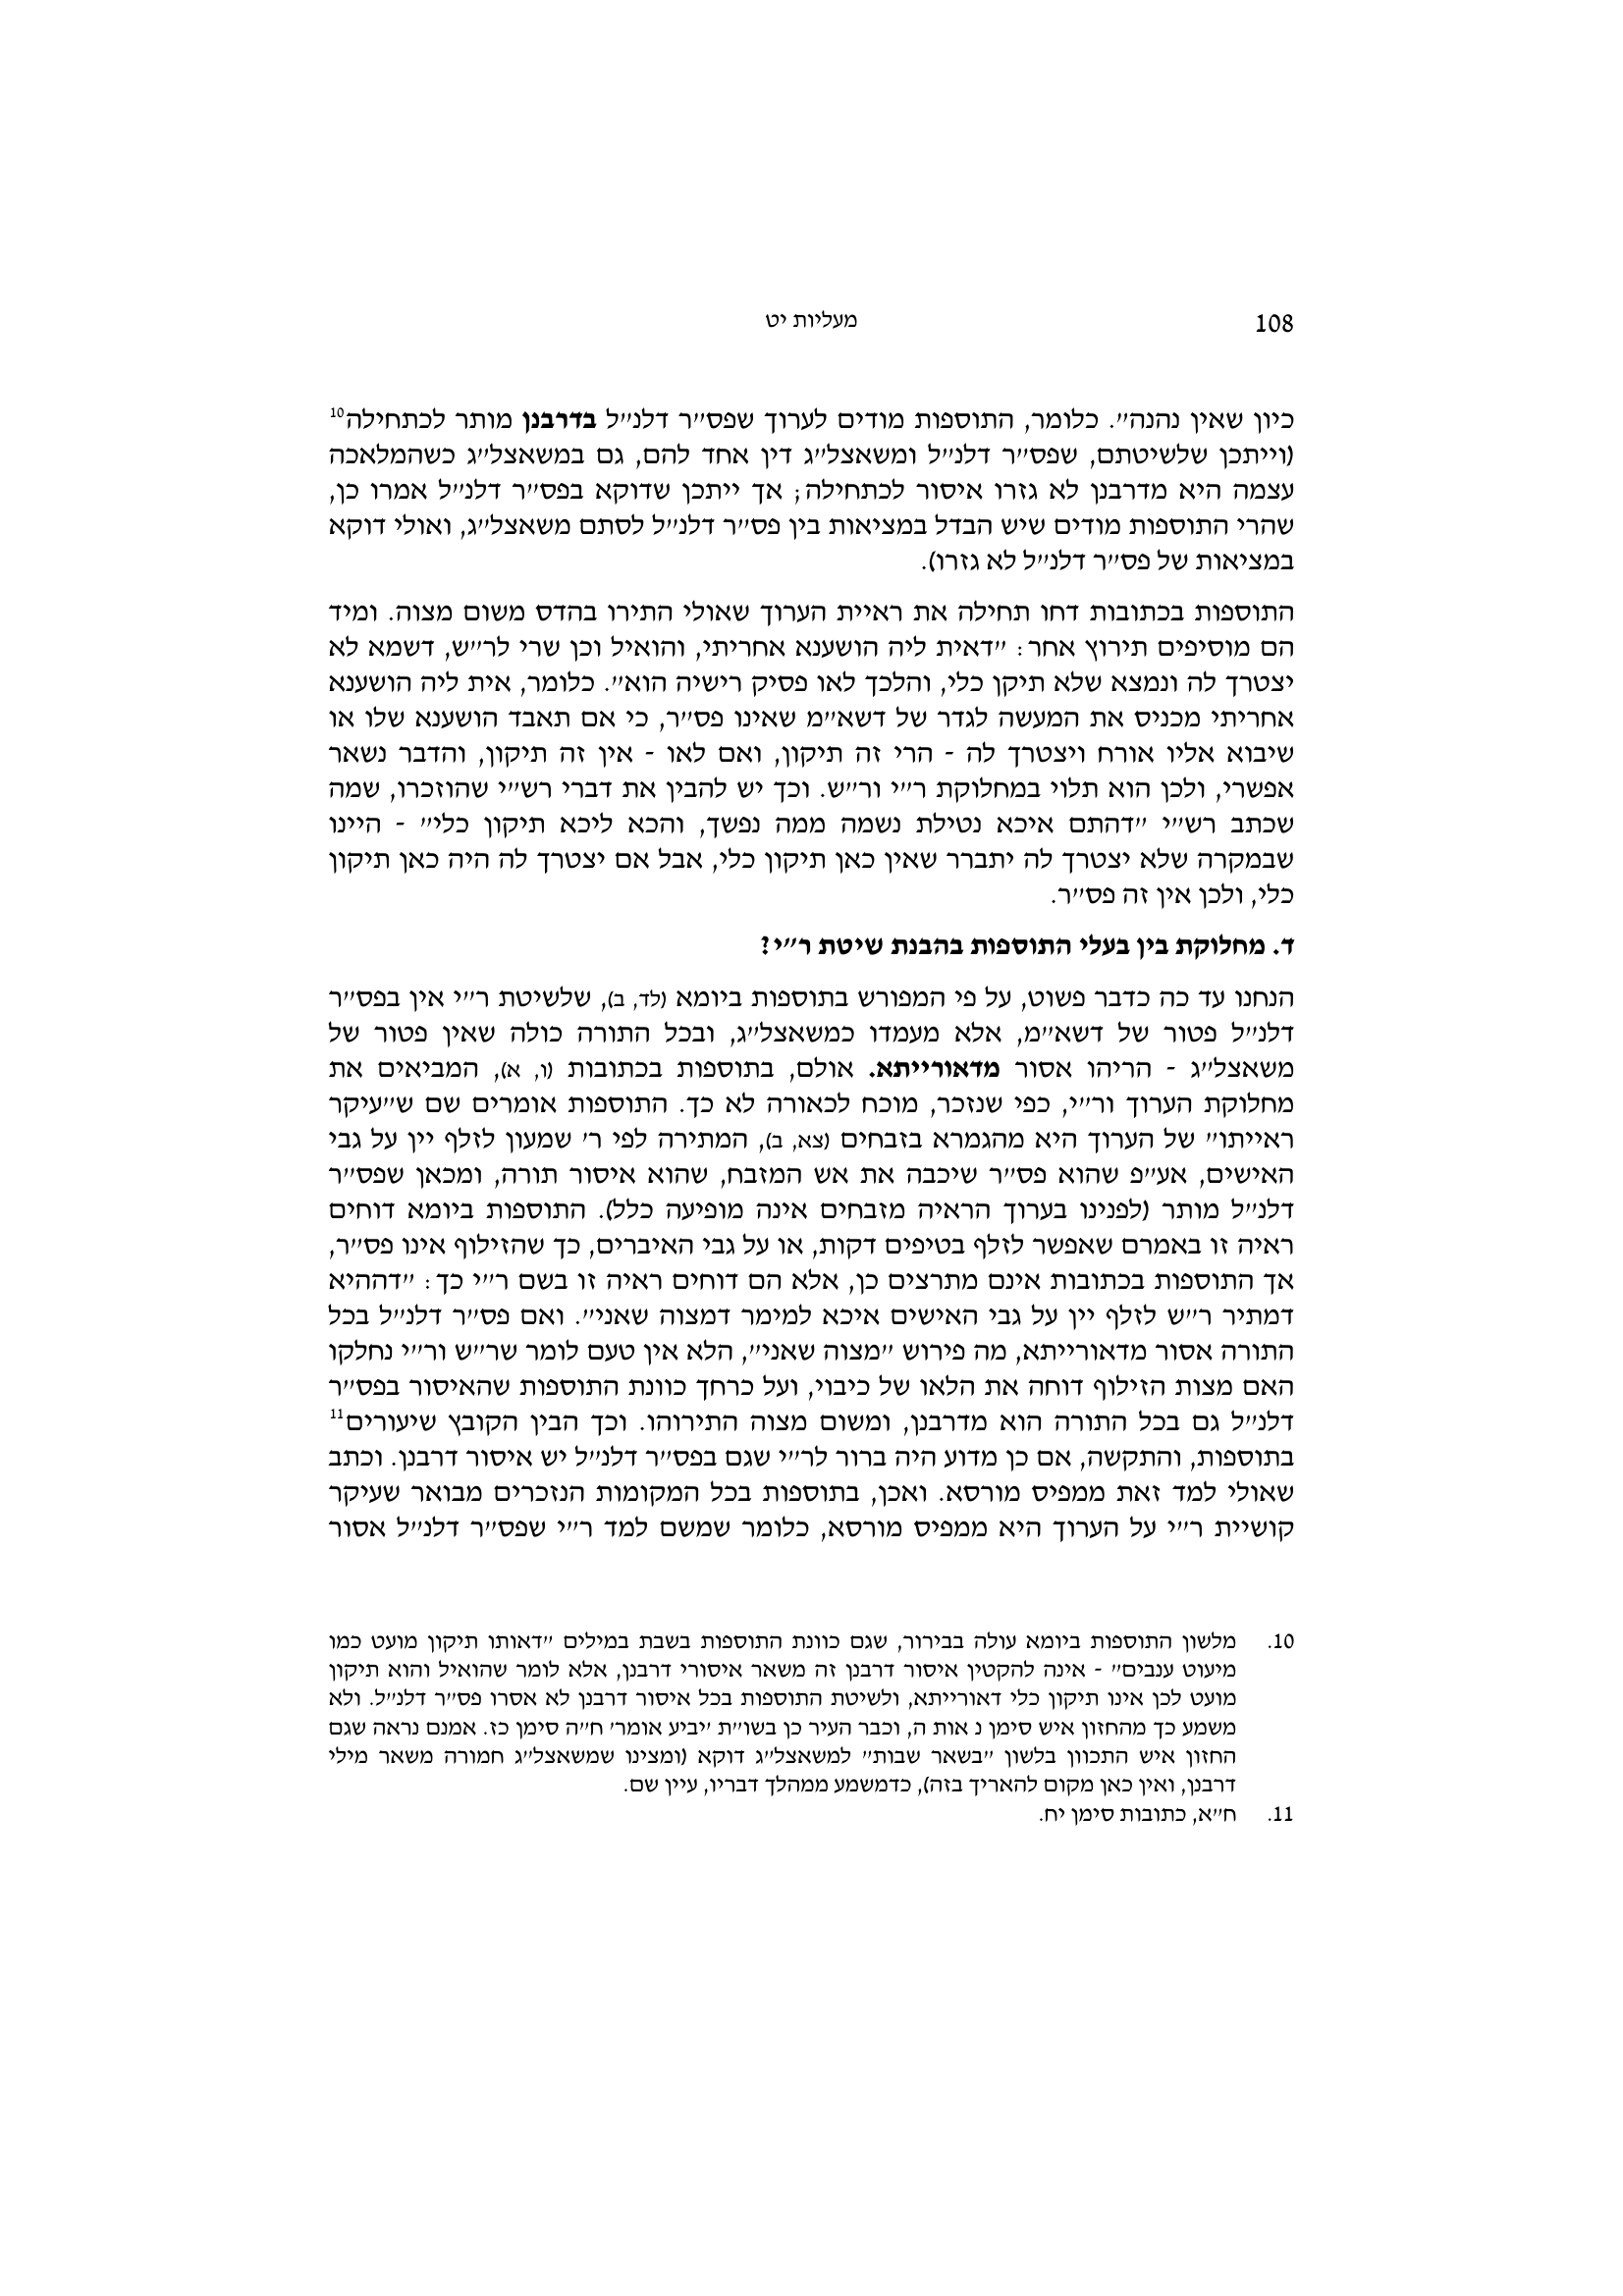 108
מעליות יט
כיון שאין נהנה". כלומר, התוספות מודים לערוך שפס"ר דלנ"ל בדרבנן מותר לכתחילה10
(וייתכן שלשיטתם, שפס"ר דלנ"ל ומשאצל"ג דין אחד להם, גם במשאצל"ג כשהמלאכה
עצמה היא מדרבנן לא גזרו איסור לכתחילה; אך ייתכן שדוקא בפס"ר דלנ"ל אמרו כן,
שהרי התוספות מודים שיש הבדל במציאות בין פס"ר דלנ"ל לסתם משאצל"ג, ואולי דוקא
במציאות של פס"ר דלנ"ל לא גזרו).
התוספות בכתובות דחו תחילה את ראיית הערוך שאולי התירו בהדס משום מצוה. ומיד
הם מוסיפים תירוץ אחר: "דאית ליה הושענא אחריתי, והואיל וכן שרי לר"ש, דשמא לא
יצטרך לה ונמצא שלא תיקן כלי, והלכך לאו פסיק רישיה הוא". כלומר, אית ליה הושענא
אחריתי מכניס את המעשה לגדר של דשא"מ שאינו פס"ר, כי אם תאבד הושענא שלו או
שיבוא אליו אורח ויצטרך לה - הרי זה תיקון, ואם לאו - אין זה תיקון, והדבר נשאר
אפשרי, ולכן הוא תלוי במחלוקת ר"י ור"ש. וכך יש להבין את דברי רש"י שהוזכרו, שמה
שכתב רש"י "דהתם איכא נטילת נשמה ממה נפשך, והכא ליכא תיקון כלי" - היינו
שבמקרה שלא יצטרך לה יתברר שאין כאן תיקון כלי, אבל אם יצטרך לה היה כאן תיקון
כלי, ולכן אין זה פס"ר.
ד. מחלוקת בין בעלי התוספות בהבנת שיטת ר"י?
הנחנו עד כה כדבר פשוט, על פי המפורש בתוספות ביומא (לד, ב), שלשיטת ר"י אין בפס"ר
דלנ"ל פטור של דשא"מ, אלא מעמדו כמשאצל"ג, ובכל התורה כולה שאין פטור של
משאצל"ג - הריהו אסור מדאורייתא. אולם, בתוספות בכתובות (ו, א), המביאים את
מחלוקת הערוך ור"י, כפי שנזכר, מוכח לכאורה לא כך. התוספות אומרים שם ש"עיקר
ראייתו" של הערוך היא מהגמרא בזבחים (צא, ב), המתירה לפי ר' שמעון לזלף יין על גבי
האישים, אע"פ שהוא פס"ר שיכבה את אש המזבח, שהוא איסור תורה, ומכאן שפס"ר
דלנ"ל מותר (לפנינו בערוך הראיה מזבחים אינה מופיעה כלל). התוספות ביומא דוחים
ראיה זו באמרם שאפשר לזלף בטיפים דקות, או על גבי האיברים, כך שהזילוף אינו פס"ר,
אך התוספות בכתובות אינם מתרצים כן, אלא הם דוחים ראיה זו בשם ר"י כך: "דההיא
דמתיר ר"ש לזלף יין על גבי האישים איכא למימר דמצוה שאני". ואם פס"ר דלנ"ל בכל
התורה אסור מדאורייתא, מה פירוש "מצוה שאני", הלא אין טעם לומר שר"ש ור"י נחלקו
האם מצות הזילוף דוחה את הלאו של כיבוי, ועל כרחך כוונת התוספות שהאיסור בפס"ר
דלנ"ל גם בכל התורה הוא מדרבנן, ומשום מצוה התירוהו. וכך הבין הקובץ שיעורים11
בתוספות, והתקשה, אם כן מדוע היה ברור לר"י שגם בפס"ר דלנ"ל יש איסור דרבנן. וכתב
שאולי למד זאת ממפיס מורסא. ואכן, בתוספות בכל המקומות הנזכרים מבואר שעיקר
קושיית ר"י על הערוך היא ממפיס מורסא, כלומר שמשם למד ר"י שפס"ר דלנ"ל אסור
10. מלשון התוספות ביומא עולה בבירור, שגם כוונת התוספות בשבת במילים "דאותו תיקון מועט כמו
מיעוט ענבים" - אינה להקטין איסור דרבנן זה משאר איסורי דרבנן, אלא לומר שהואיל והוא תיקון
מועט לכן אינו תיקון כלי דאורייתא, ולשיטת התוספות בכל איסור דרבנן לא אסרו פס"ר דלנ"ל. ולא
משמע כך מהחזון איש סימן נ אות ה, וכבר העיר כן בשו"ת 'יביע אומר' ח"ה סימן כז. אמנם נראה שגם
החזון איש התכוון בלשון "בשאר שבות" למשאצל"ג דוקא (ומצינו שמשאצל"ג חמורה משאר מילי
דרבנן, ואין כאן מקום להאריך בזה), כדמשמע ממהלך דבריו, עיין שם.
11. ח"א, כתובות סימן יח.